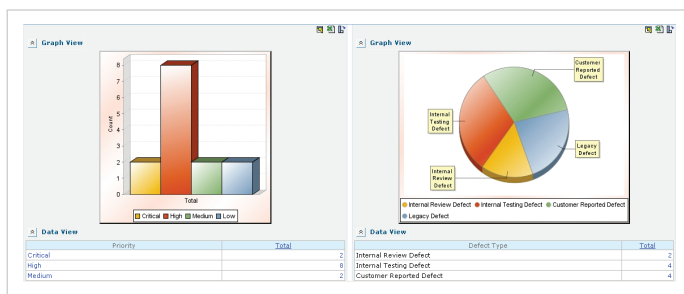 Graph View
8
7
6
5
4
3
2
1
0
Count
Total
Critical High Medium Low
Data View
Priority Total
Critical 2
High 8
Medium 2
Graph View
Customer
Reported
Defect
Internal
Testing
Defect
Legacy
Defect
Internal
Review
Defect
Internal Review Defect Internal Testing Defect Customer Reported Defect
Legacy Defect
Data View
Defect Type Total
Internal Review Defect 2
Internal Testing Defect 4
Customer Reported Defect 4